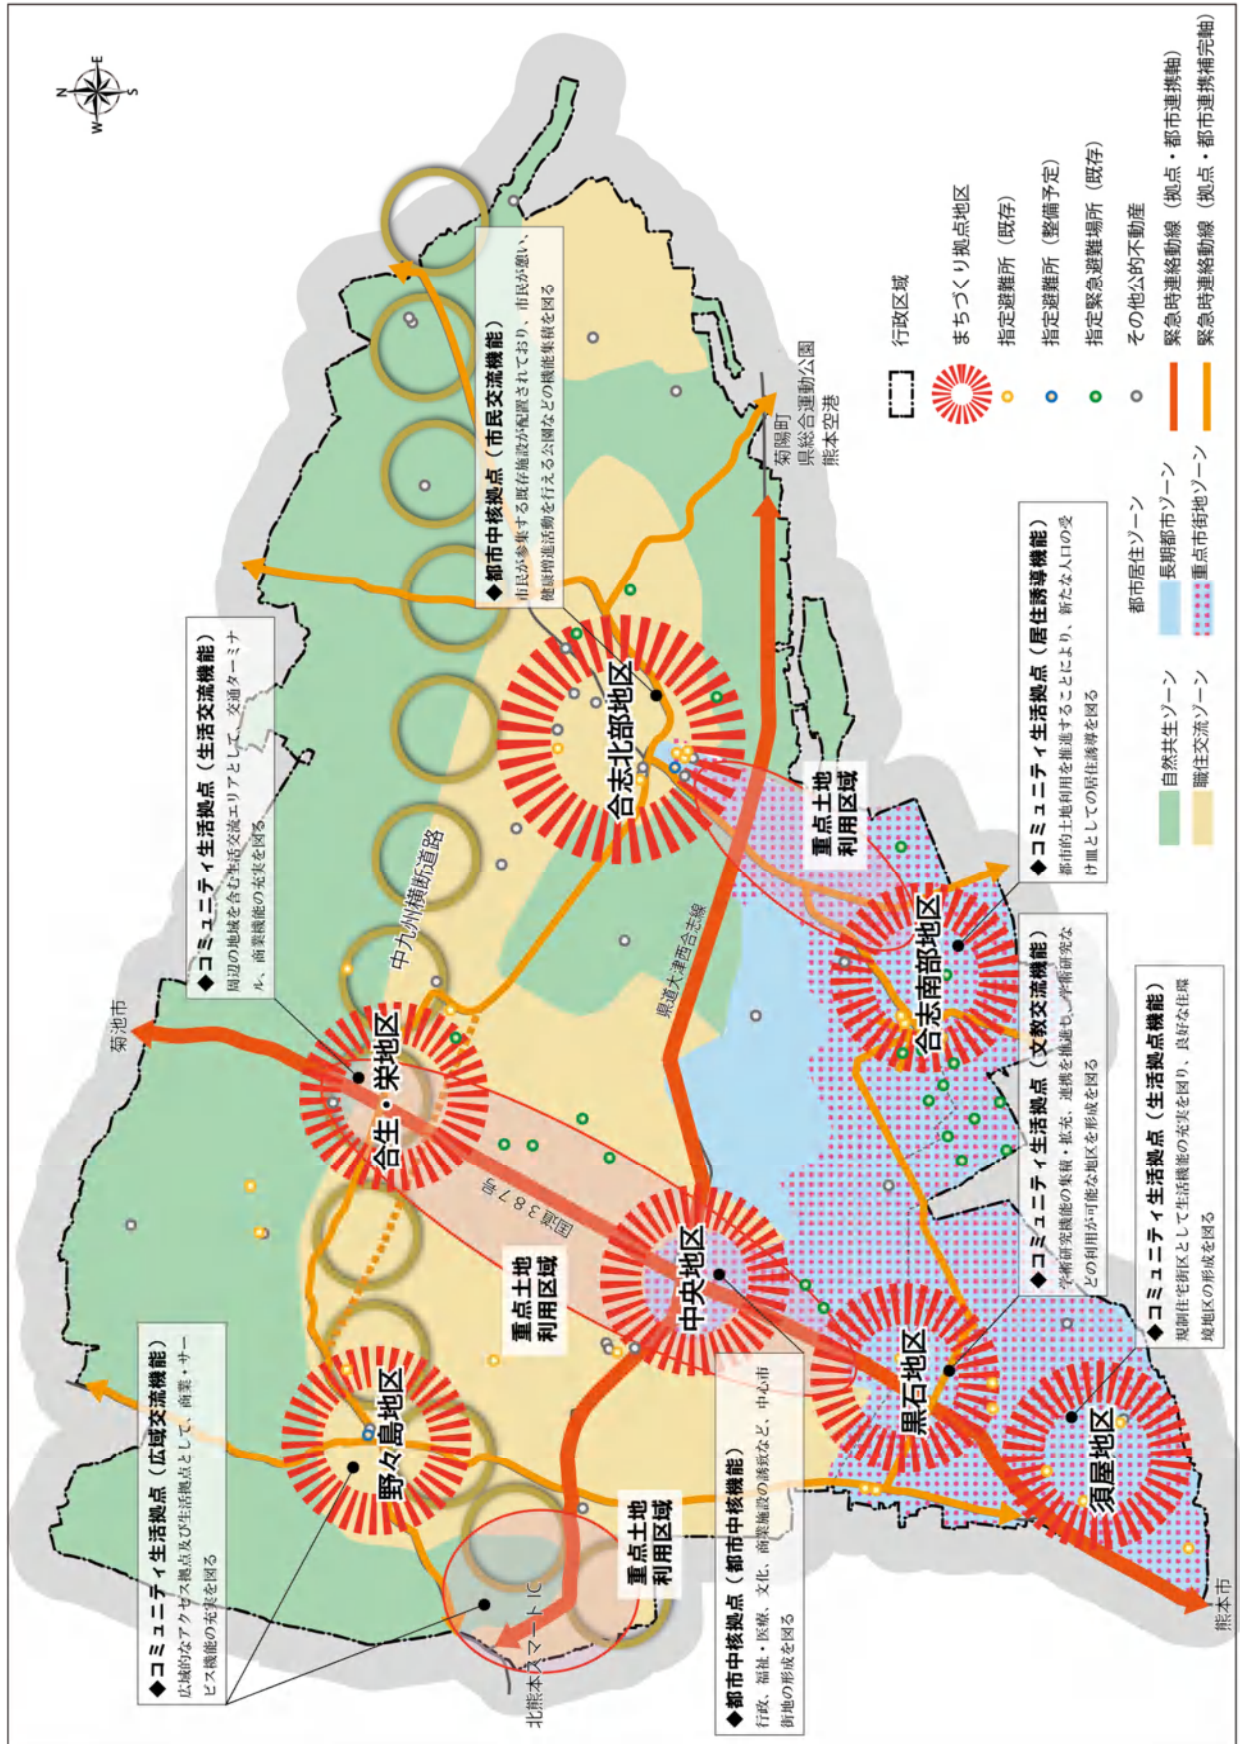 N
E
S
W
◆コミュニティ生活拠点（広域交流機能）
広域的なアクセス拠点及び生活拠点として、商業・サー
ビス機能の充実を図る
◆コミュニティ生活拠点（生活交流機能）
周辺の地域を含む生活交流エリアとして、交通ターミナ
ル、商業機能の充実を図る
◆都市中核拠点（市民交流機能）
市民が参集する既存施設が配置されており、市民が憩い、
健康増進活動を行える公園などの機能集積を図る
菊池市
中九州横断道路
野々島地区
合生・栄地区
合志北部地区
北熊本スマートIC
重点土地
利用区域
国道387号
重点土地
利用区域
県道大津西合志線
中央地区
重点土地
利用区域
菊陽町
県総合運動公園
熊本空港
黒石地区
合志南部地区
須屋地区
熊本市
◆都市中核拠点（都市中核機能）
行政、福祉・医療、文化、商業施設の誘致など、中心市
街地の形成を図る
◆コミュニティ生活拠点（生活拠点機能）
規制住宅街区として生活機能の充実を図り、良好な住環
境地区の形成を図る
◆コミュニティ生活拠点（文教交流機能）
学術研究機能の集積・拡充、連携を推進し、学術研究な
どの利用が可能な地区を形成を図る
◆コミュニティ生活拠点（居住誘導機能）
都市的土地利用を推進することにより、新たな人口の受
け皿としての居住誘導を図る
行政区域
まちづくり拠点地区
指定避難所（既存）
指定避難所（整備予定）
指定緊急避難場所（既存）
その他公的不動産
緊急時連絡動線（拠点・都市連携軸）
緊急時連絡動線（拠点・都市連携補完軸）
都市居住ゾーン
長期都市ゾーン
重点市街地ゾーン
自然共生ゾーン
職住交流ゾーン